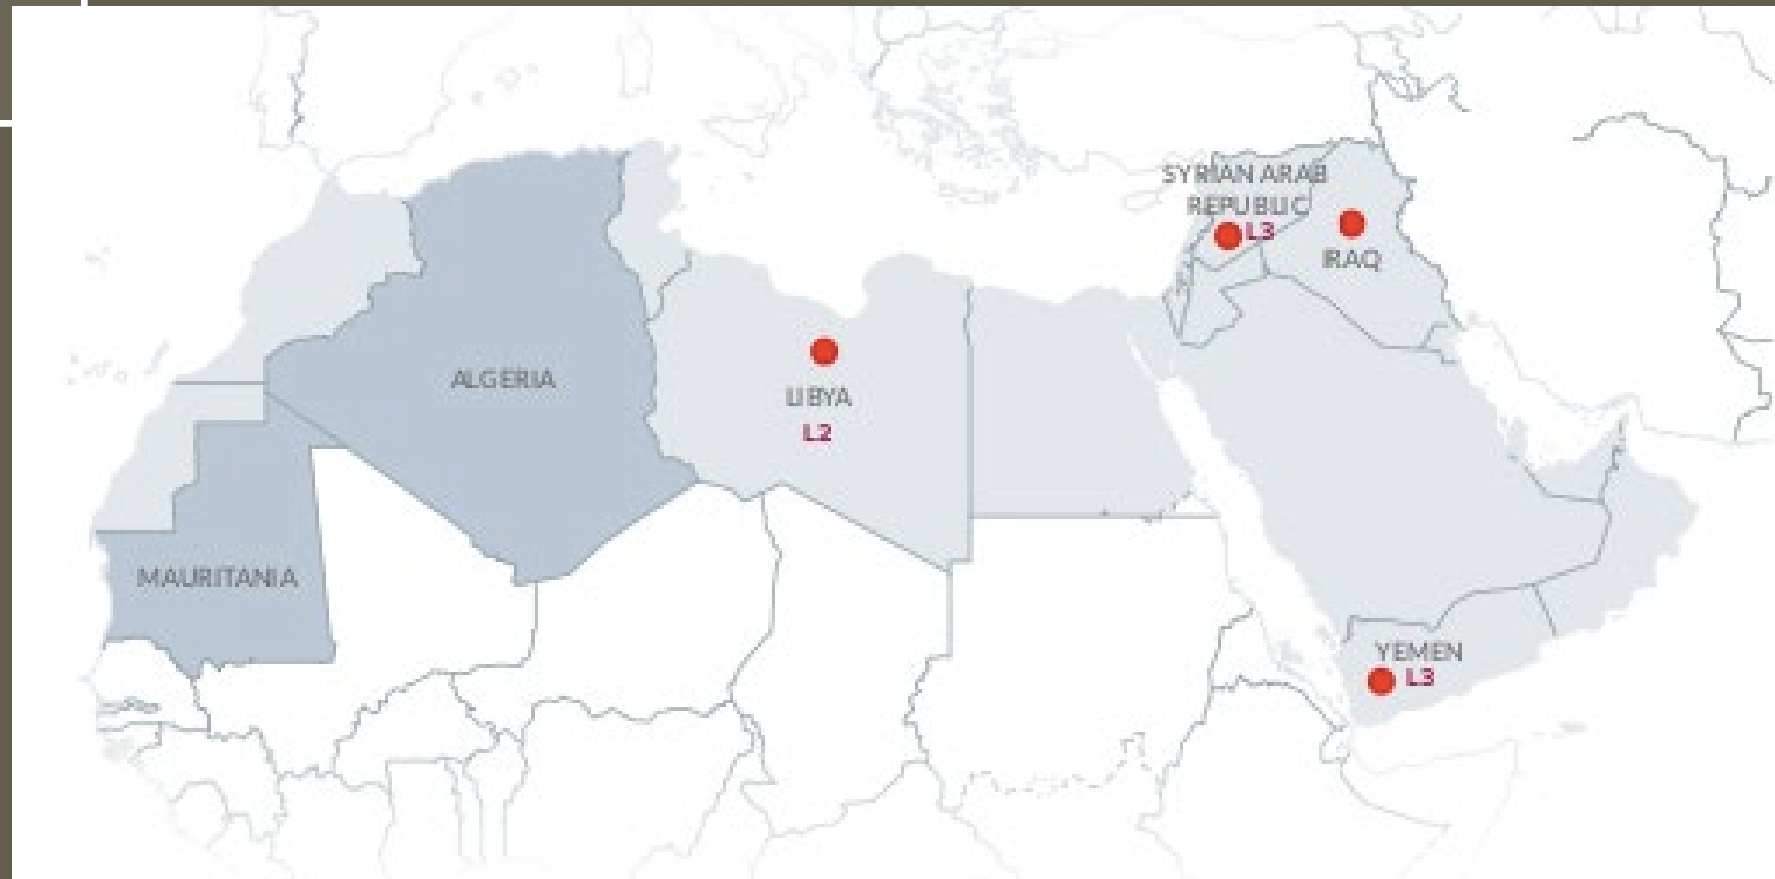 SYRIAN ARAB
REPUBLIC
L3
IRAQ
ALGERIA
LIBYA
L2
MAURITANIA
YEMEN
L3